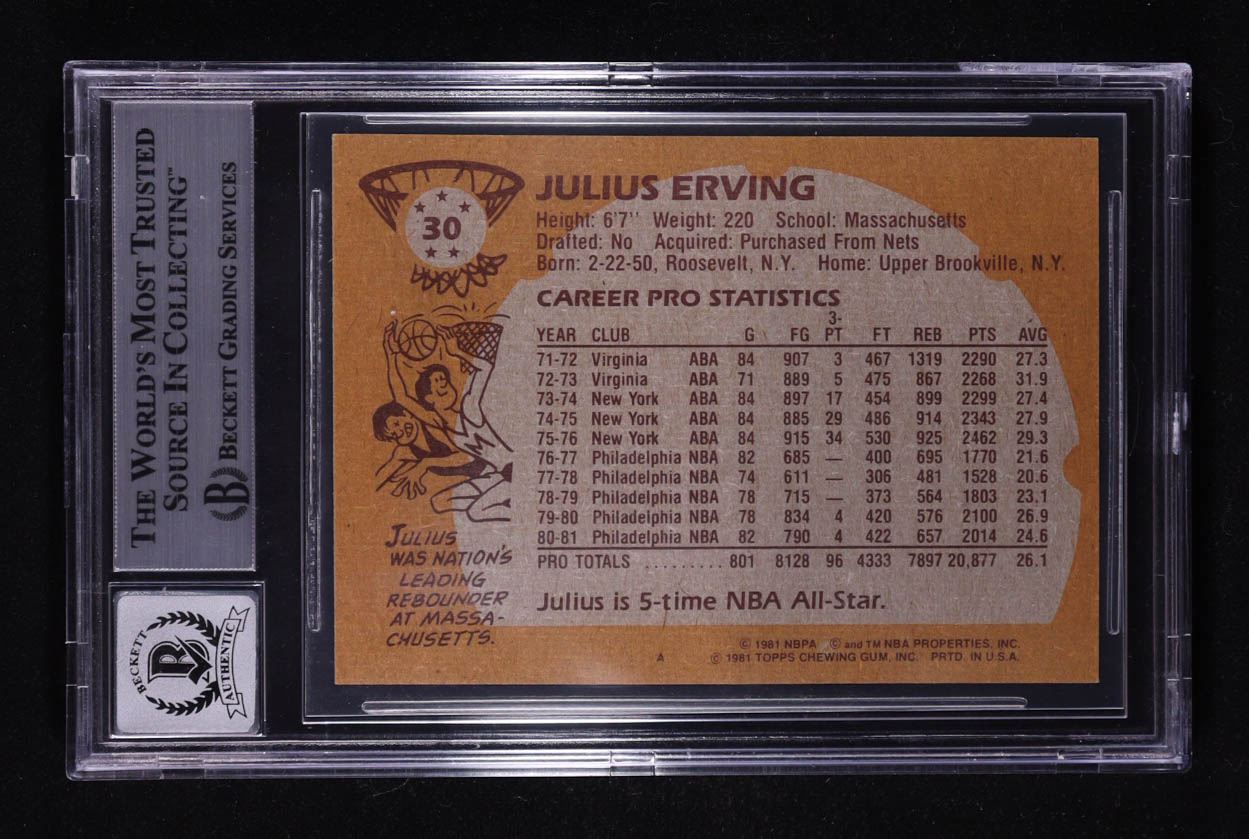 THE WORLD'S MOST TRUSTED
SOURCE IN COLLECTING™
BECKETT GRADING SERVICES
B
BECKETT
B
AUTHENTIC
30
JULIUS ERVING
Height: 6'7" Weight: 220 School: Massachusetts
Drafted: No Acquired: Purchased From Nets
Born: 2-22-50, Roosevelt, N.Y. Home: Upper Brookville, N.Y.
CAREER PRO STATISTICS
YEAR CLUB G FG 3-PT FT REB PTS AVG
71-72 Virginia ABA 84 907 3 467 1319 2290 27.3
72-73 Virginia ABA 71 889 5 475 867 2268 31.9
73-74 New York ABA 84 897 17 454 899 2299 27.4
74-75 New York ABA 84 885 29 486 914 2343 27.9
75-76 New York ABA 84 915 34 530 925 2462 29.3
76-77 Philadelphia NBA 82 685 — 400 695 1770 21.6
77-78 Philadelphia NBA 74 611 — 306 481 1528 20.6
78-79 Philadelphia NBA 78 715 — 373 564 1803 23.1
79-80 Philadelphia NBA 78 834 4 420 576 2100 26.9
80-81 Philadelphia NBA 82 790 4 422 657 2014 24.6
PRO TOTALS ......... 801 8128 96 4333 7897 20,877 26.1
Julius is 5-time NBA All-Star.
JULIUS
WAS NATION'S
LEADING
REBOUNDER
AT MASSA-
CHUSETTS.
© 1981 NBPA © and TM NBA PROPERTIES, INC.
A © 1981 TOPPS CHEWING GUM, INC. PRTD. IN U.S.A.